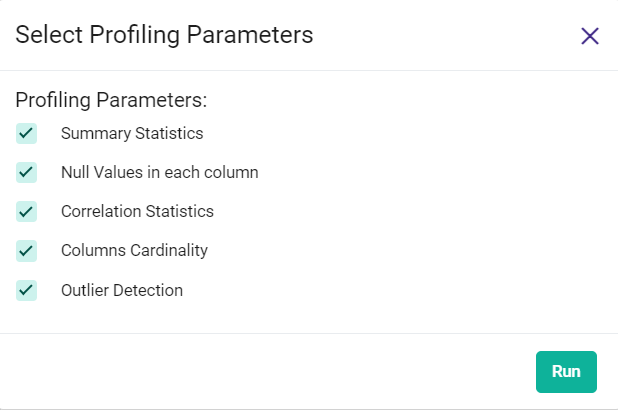 Select Profiling Parameters
Profiling Parameters:
Summary Statistics
Null Values in each column
Correlation Statistics
Columns Cardinality
Outlier Detection
Run